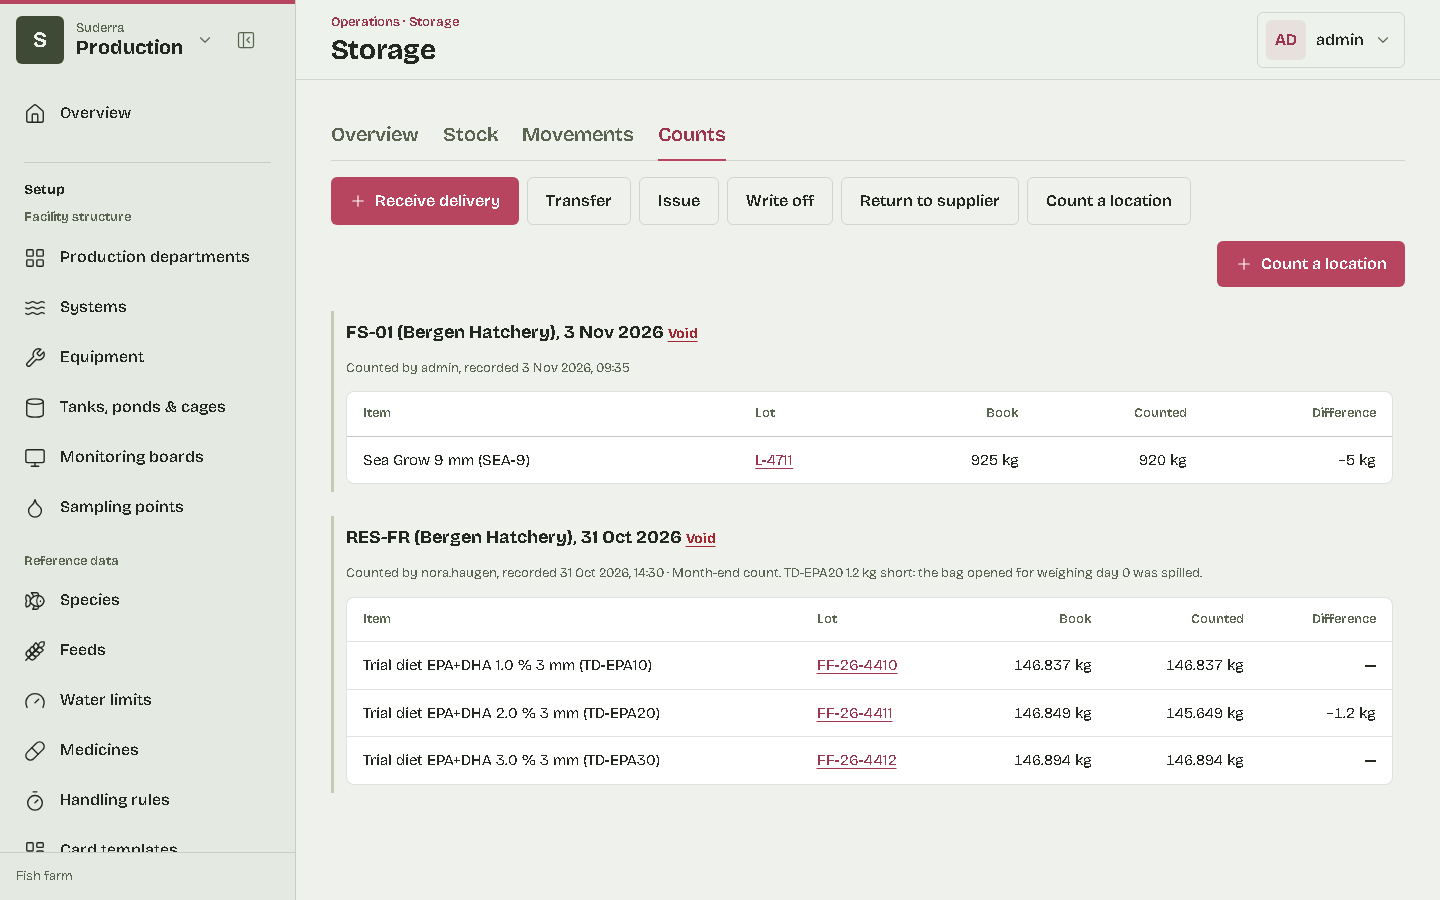 S
Suderra
Production
Overview
Setup
Facility structure
Production departments
Systems
Equipment
Tanks, ponds & cages
Monitoring boards
Sampling points
Reference data
Species
Feeds
Water limits
Medicines
Handling rules
Card templates
Fish farm
Operations · Storage
Storage
AD admin
Overview Stock Movements Counts
+ Receive delivery Transfer Issue Write off Return to supplier Count a location
+ Count a location
FS-01 (Bergen Hatchery), 3 Nov 2026 Void
Counted by admin, recorded 3 Nov 2026, 09:35
Item Lot Book Counted Difference
Sea Grow 9 mm (SEA-9) L-4711 925 kg 920 kg −5 kg
RES-FR (Bergen Hatchery), 31 Oct 2026 Void
Counted by nora.haugen, recorded 31 Oct 2026, 14:30 · Month-end count. TD-EPA20 1.2 kg short: the bag opened for weighing day 0 was spilled.
Item Lot Book Counted Difference
Trial diet EPA+DHA 1.0 % 3 mm (TD-EPA10) FF-26-4410 146.837 kg 146.837 kg —
Trial diet EPA+DHA 2.0 % 3 mm (TD-EPA20) FF-26-4411 146.849 kg 145.649 kg −1.2 kg
Trial diet EPA+DHA 3.0 % 3 mm (TD-EPA30) FF-26-4412 146.894 kg 146.894 kg —